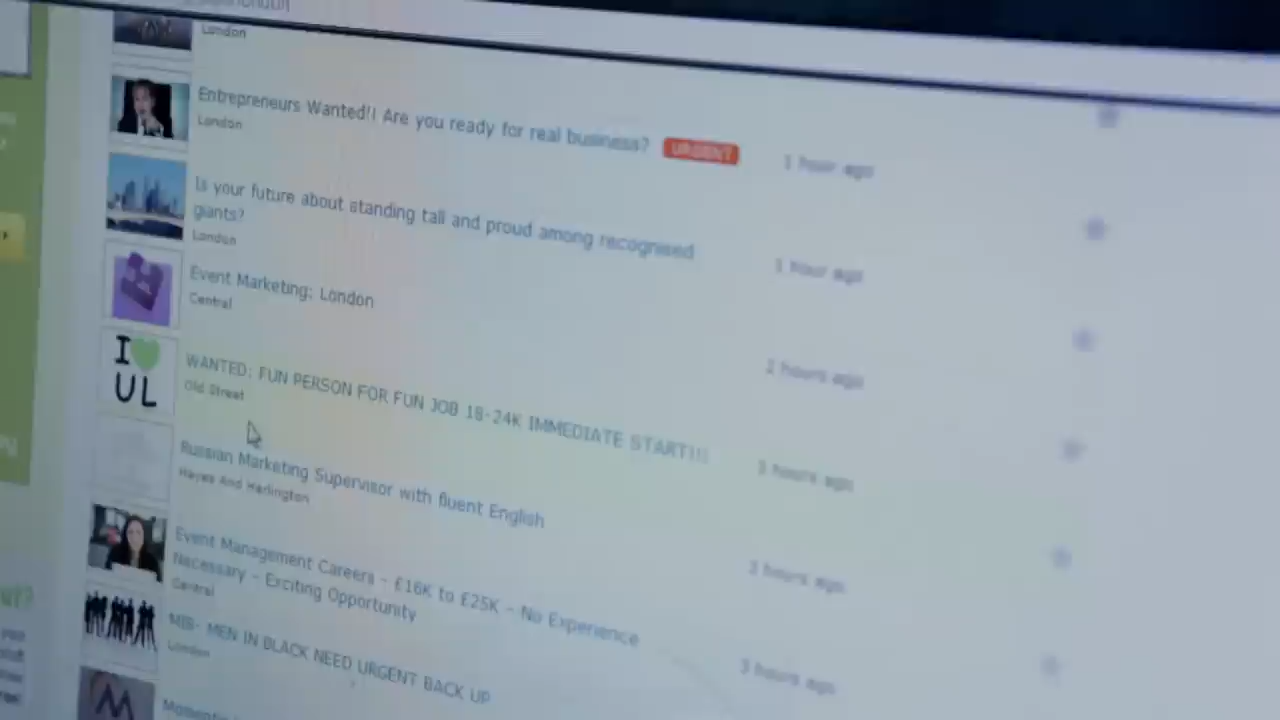 London
Entrepreneurs Wanted!! Are you ready for real business? URGENT 1 hour ago
London
Is your future about standing tall and proud among recognised
giants? 1 hour ago
London
Event Marketing: London 2 hours ago
Central
I UL
WANTED: FUN PERSON FOR FUN JOB 18-24K IMMEDIATE START!!! 3 hours ago
Old Street
Russian Marketing Supervisor with fluent English 3 hours ago
Hayes And Harlington
Event Management Careers - £16K to £25K - No Experience
Necessary - Exciting Opportunity 3 hours ago
Central
MIB- MEN IN BLACK NEED URGENT BACK UP
London